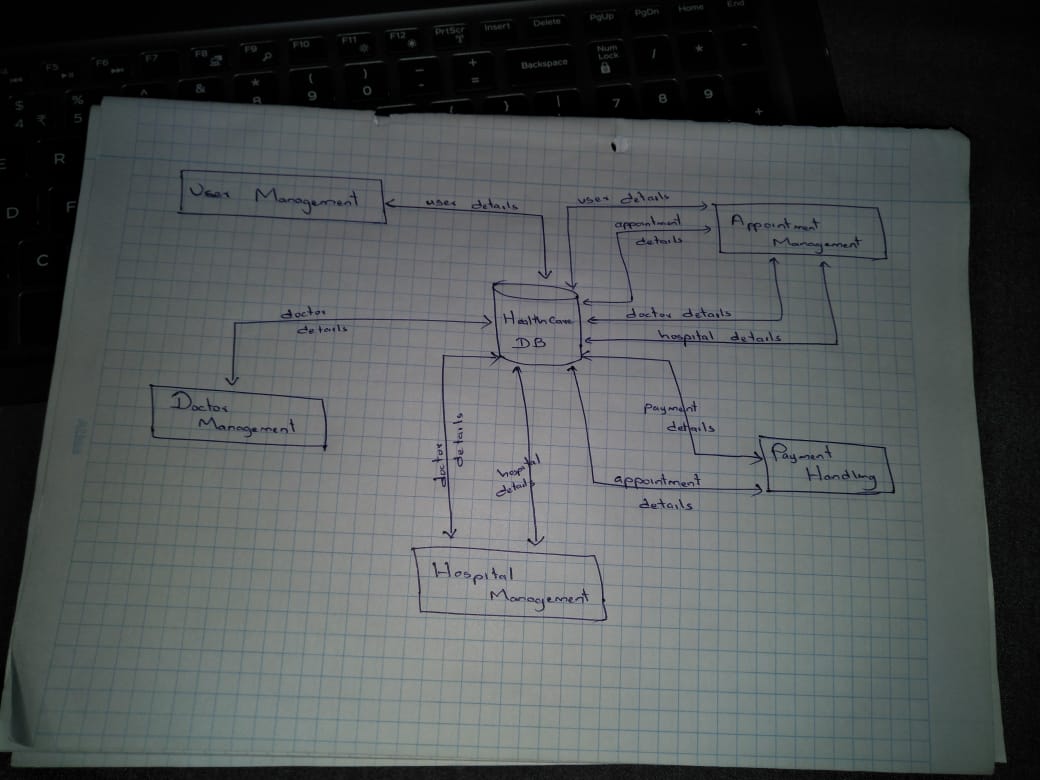 F5
F6
F7
F8
F9
F10
F11
F12
PrtScr
Insert
Delete
PgUp
PgDn
Home
End
$
4 ₹
%
5
^
&
*
8
(
9
)
0
-
+
=
Backspace
Num
Lock
/
*
-
7
8
9
+
E
R
D
F
C
User Management
user details
user details
appointment
details
Appointment
Management
doctor
details
HealthCare
DB
doctor details
hospital details
Doctor
Management
payment
details
doctor
details
hospital
details
appointment
details
Payment
Handling
Hospital
Management